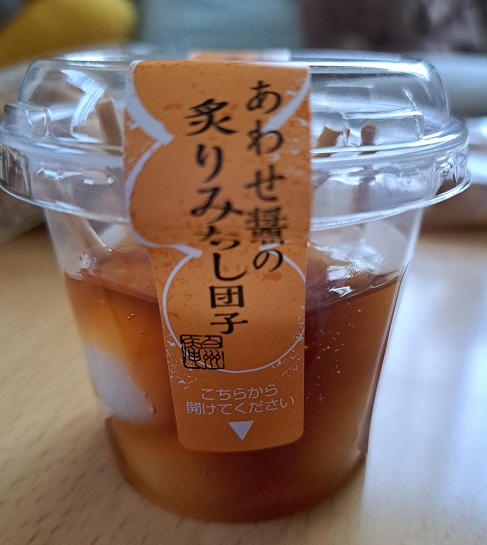 あわせ醤の
炙りみたらし団子
こちらから
開けてください